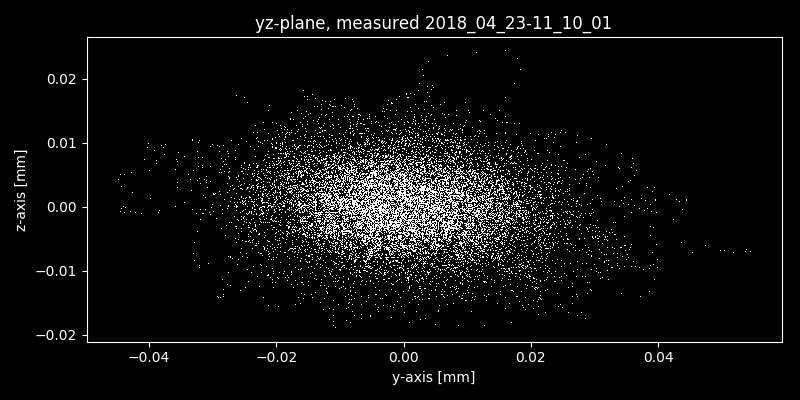 yz-plane, measured 2018_04_23-11_10_01
z-axis [mm]
0.02
0.01
0.00
−0.01
−0.02
−0.04 −0.02 0.00 0.02 0.04
y-axis [mm]